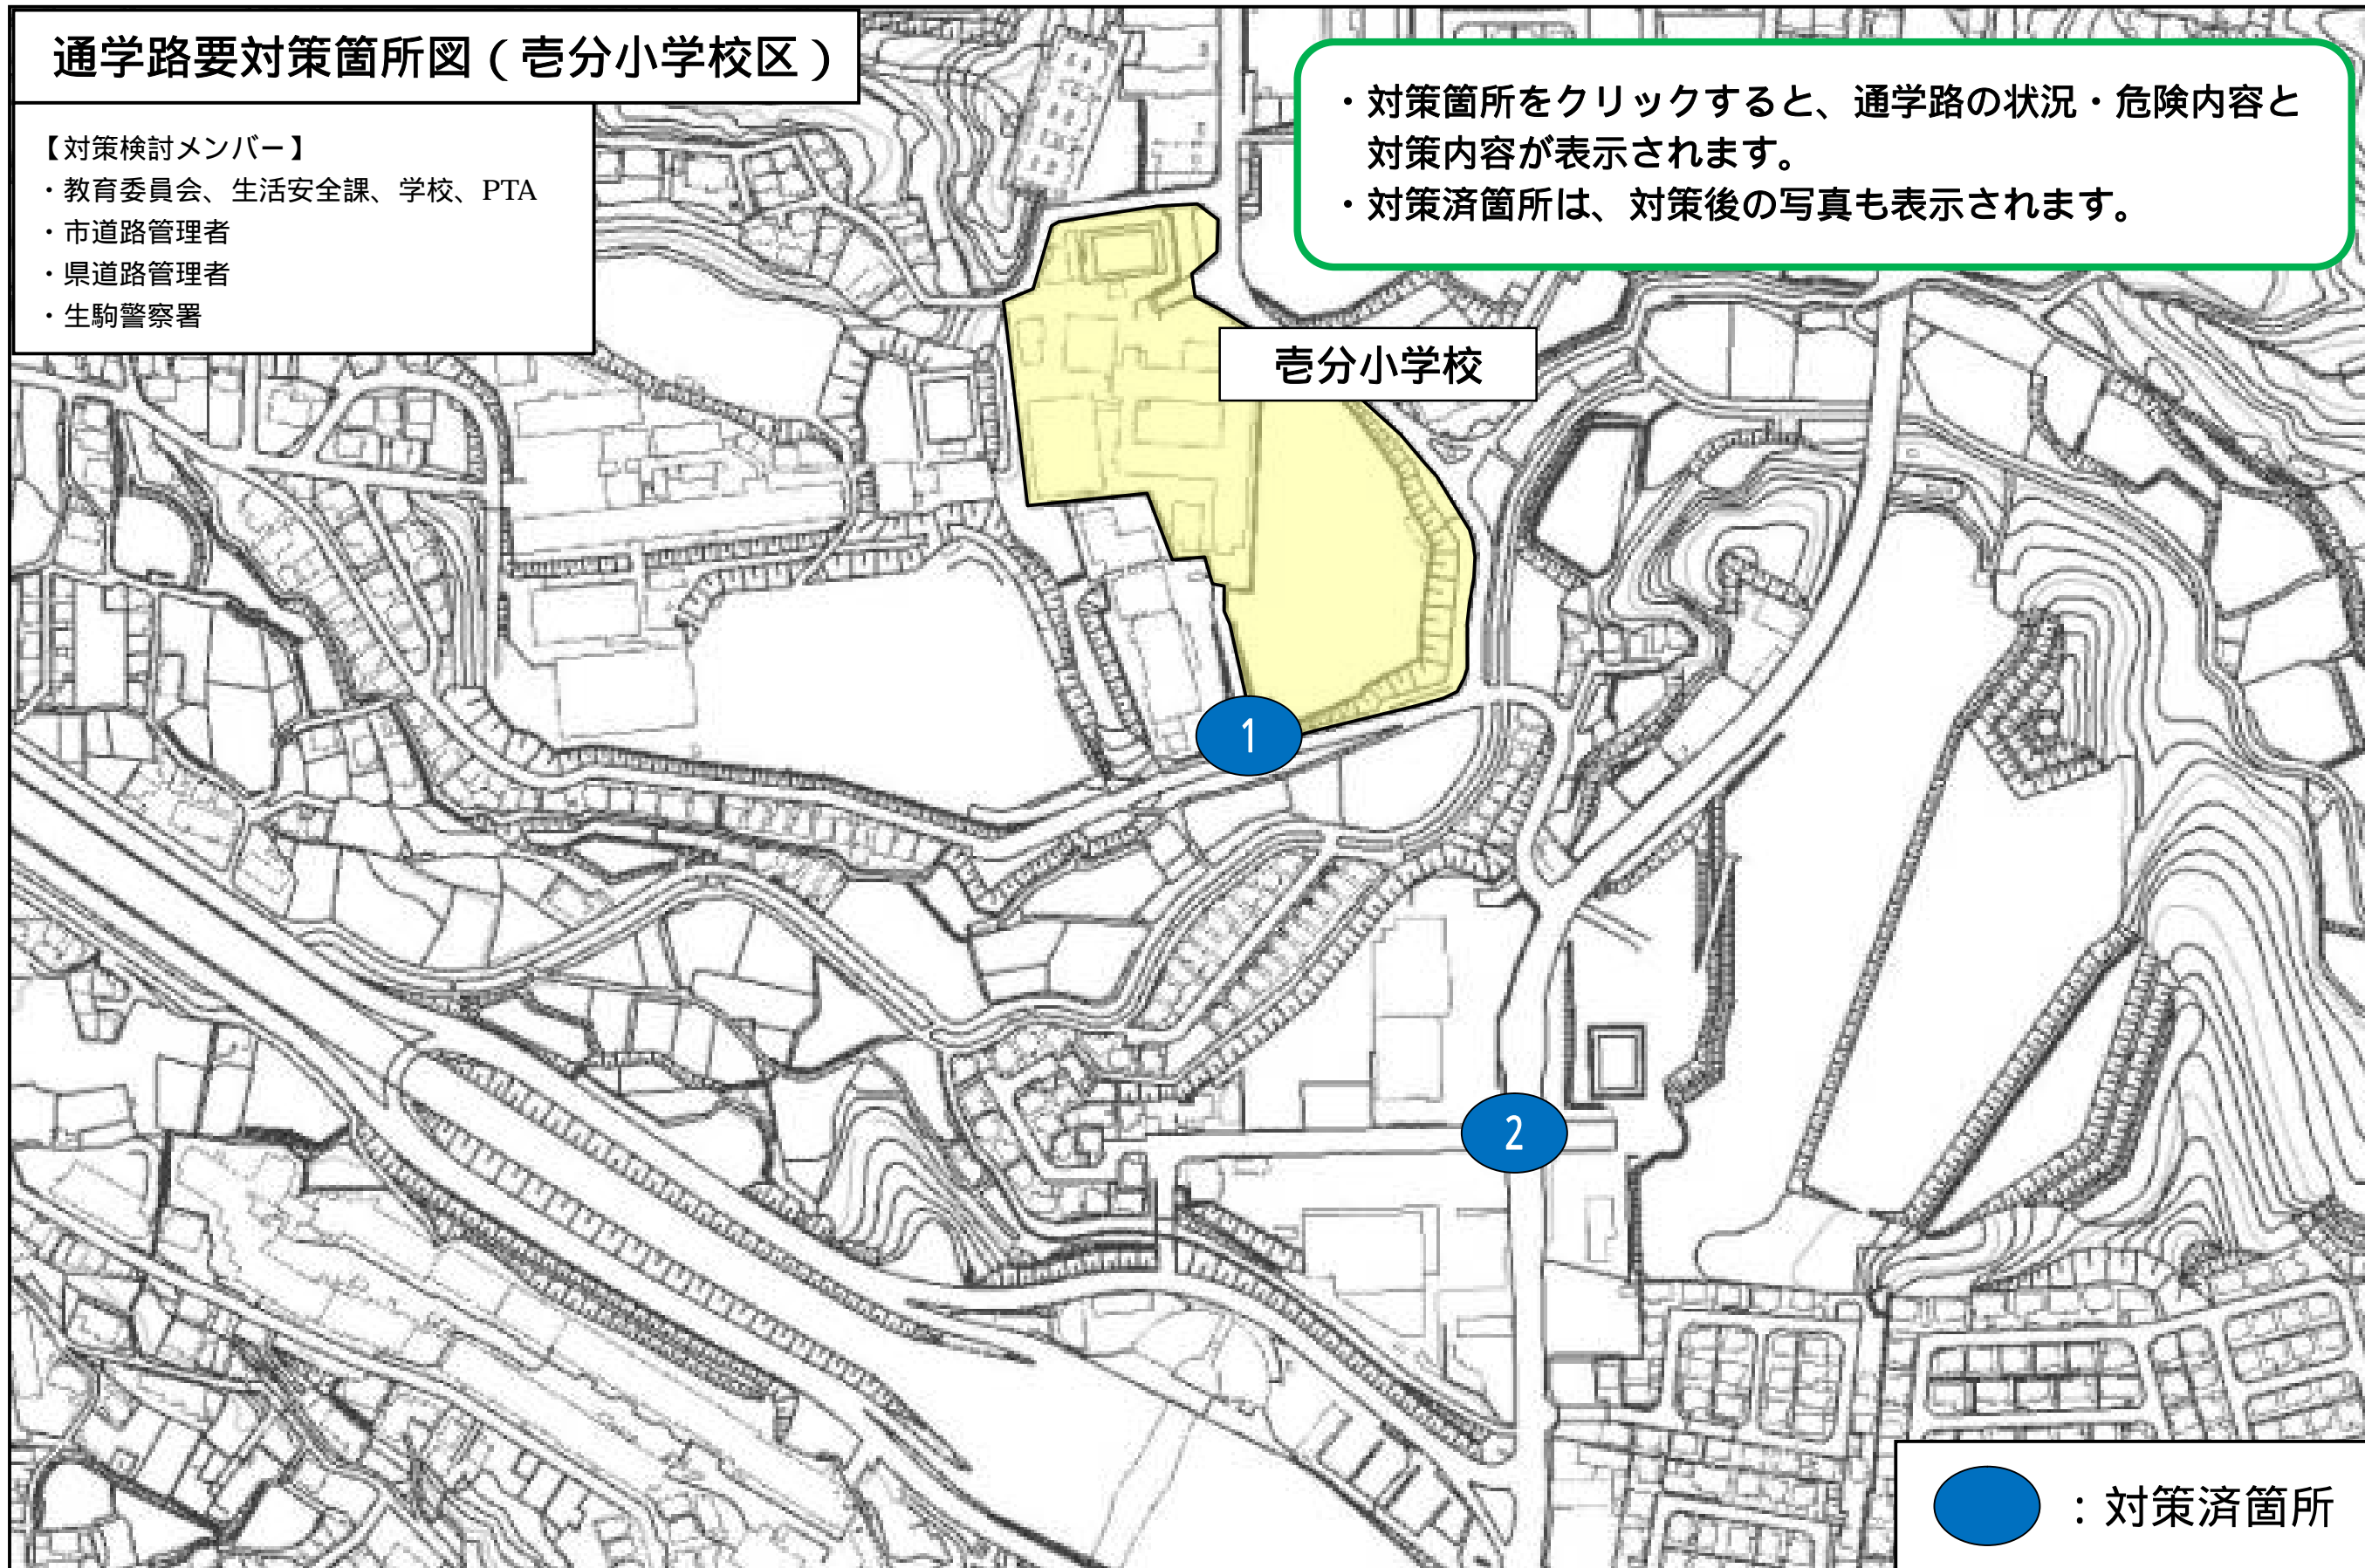 通学路要対策箇所図（壱分小学校区）
【対策検討メンバー】
・教育委員会、生活安全課、学校、PTA
・市道路管理者
・県道路管理者
・生駒警察署
・対策箇所をクリックすると、通学路の状況・危険内容と
対策内容が表示されます。
・対策済箇所は、対策後の写真も表示されます。
壱分小学校
1
2
：対策済箇所